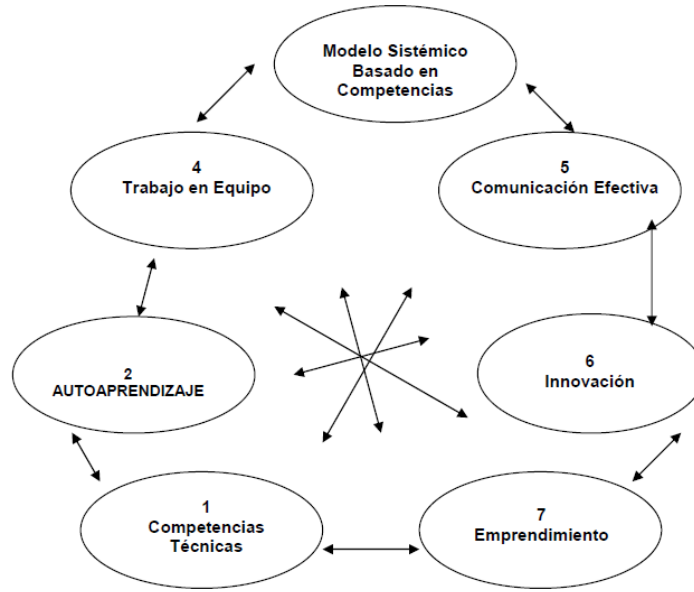 Modelo Sistémico
Basado en
Competencias
4
Trabajo en Equipo
5
Comunicación Efectiva
2
AUTOAPRENDIZAJE
6
Innovación
1
Competencias
Técnicas
7
Emprendimiento